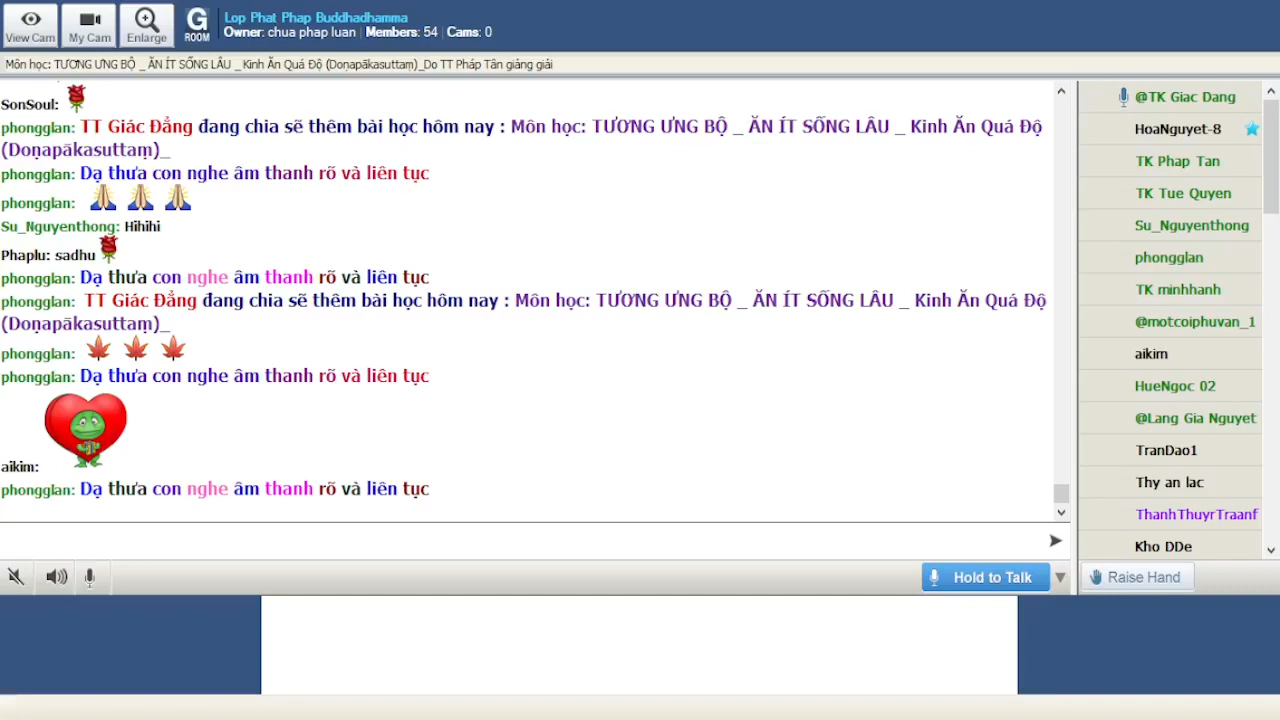 View Cam
My Cam
Enlarge
G
ROOM
Lop Phat Phap Buddhadhamma
Owner: chua phap luan | Members: 54 | Cams: 0
Môn học: TƯƠNG ƯNG BỘ _ ĂN ÍT SỐNG LÂU _ Kinh Ăn Quá Độ (Doṇapākasuttaṃ)_Do TT Pháp Tân giảng giải
SonSoul:
phongglan: TT Giác Đẳng đang chia sẽ thêm bài học hôm nay : Môn học: TƯƠNG ƯNG BỘ _ ĂN ÍT SỐNG LÂU _ Kinh Ăn Quá Độ
(Doṇapākasuttaṃ)_
phongglan: Dạ thưa con nghe âm thanh rõ và liên tục
phongglan:
Su_Nguyenthong: Hihihi
Phaplu: sadhu
phongglan: Dạ thưa con nghe âm thanh rõ và liên tục
phongglan: TT Giác Đẳng đang chia sẽ thêm bài học hôm nay : Môn học: TƯƠNG ƯNG BỘ _ ĂN ÍT SỐNG LÂU _ Kinh Ăn Quá Độ
(Doṇapākasuttaṃ)_
phongglan:
phongglan: Dạ thưa con nghe âm thanh rõ và liên tục
aikim:
phongglan: Dạ thưa con nghe âm thanh rõ và liên tục
Hold to Talk
@TK Giac Dang
HoaNguyet-8
TK Phap Tan
TK Tue Quyen
Su_Nguyenthong
phongglan
TK minhhanh
@motcoiphuvan_1
aikim
HueNgoc 02
@Lang Gia Nguyet
TranDao1
Thy an lac
ThanhThuyrTraanf
Kho DDe
Raise Hand